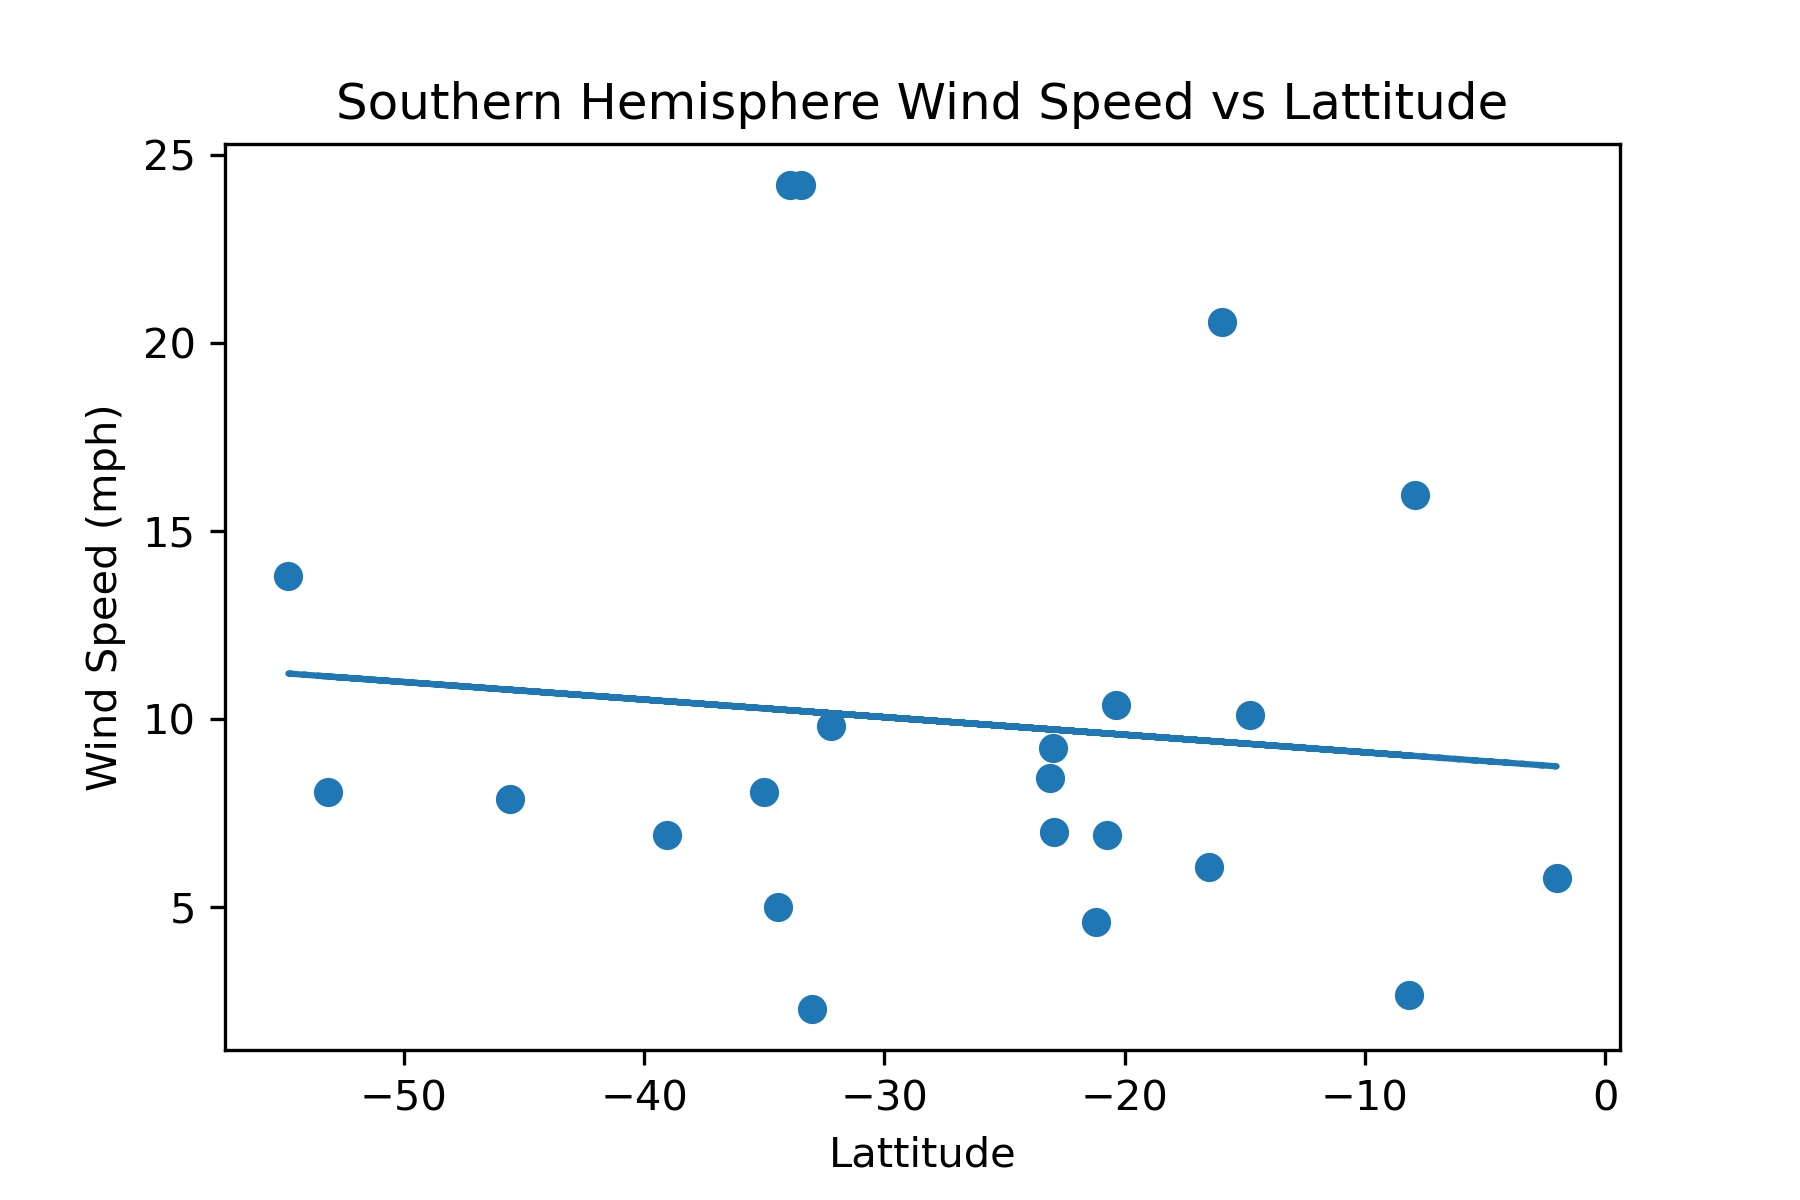 Southern Hemisphere Wind Speed vs Lattitude
Wind Speed (mph)
25
20
15
10
5
−50 −40 −30 −20 −10 0
Lattitude